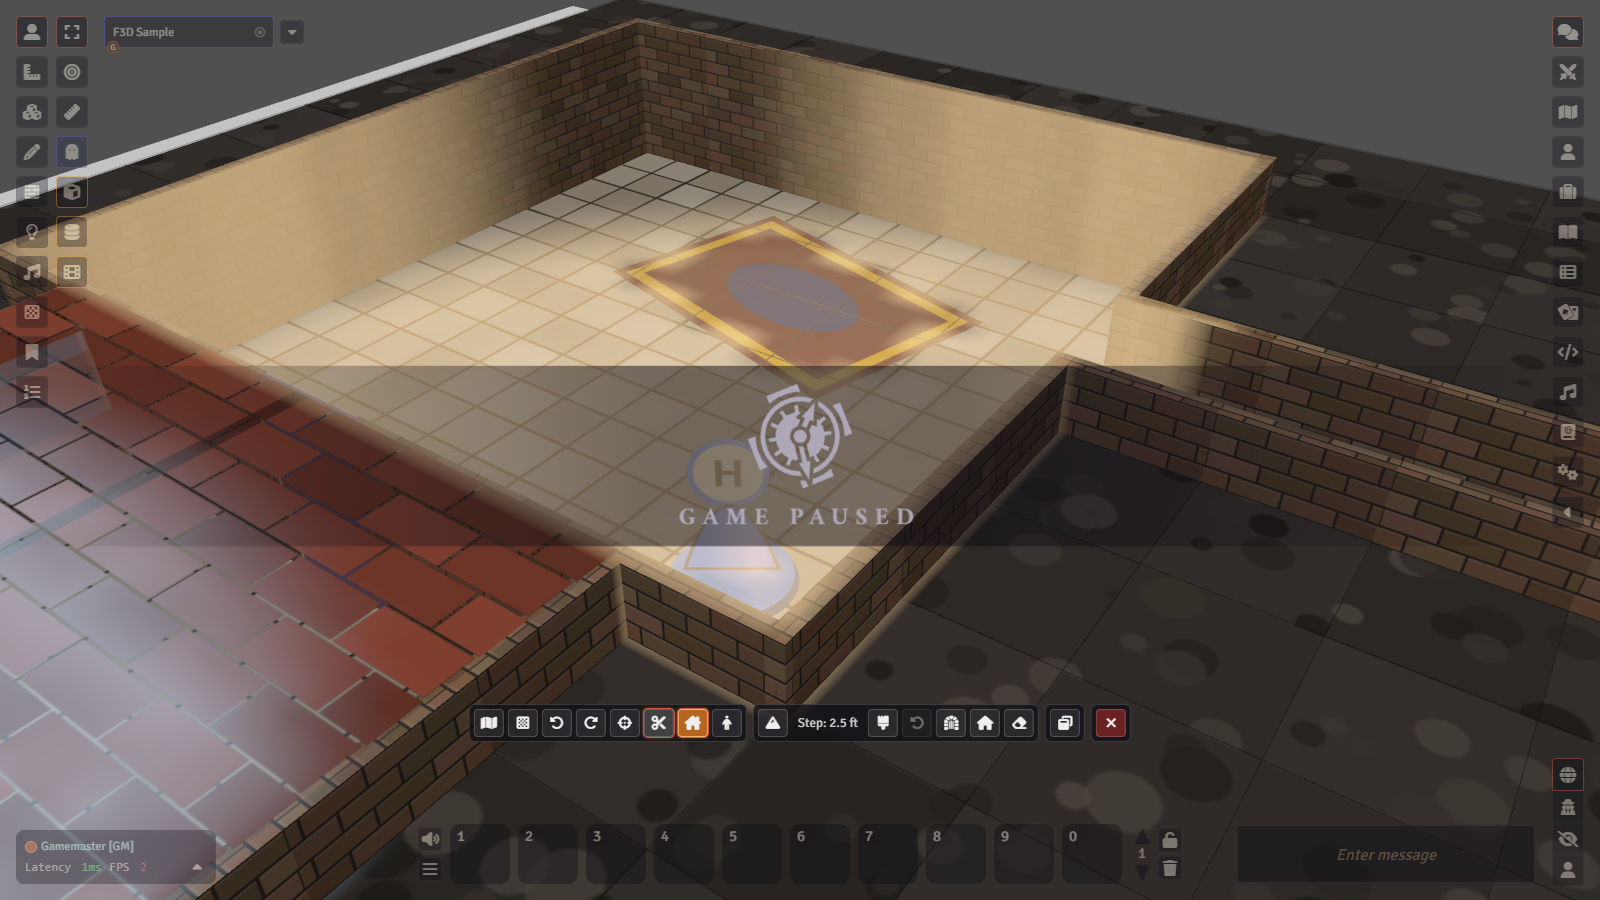 F3D Sample
G
H
GAME PAUSED
Step: 2.5 ft
Gamemaster [GM]
Latency 1ms FPS 2
1 2 3 4 5 6 7 8 9 0
1
Enter message